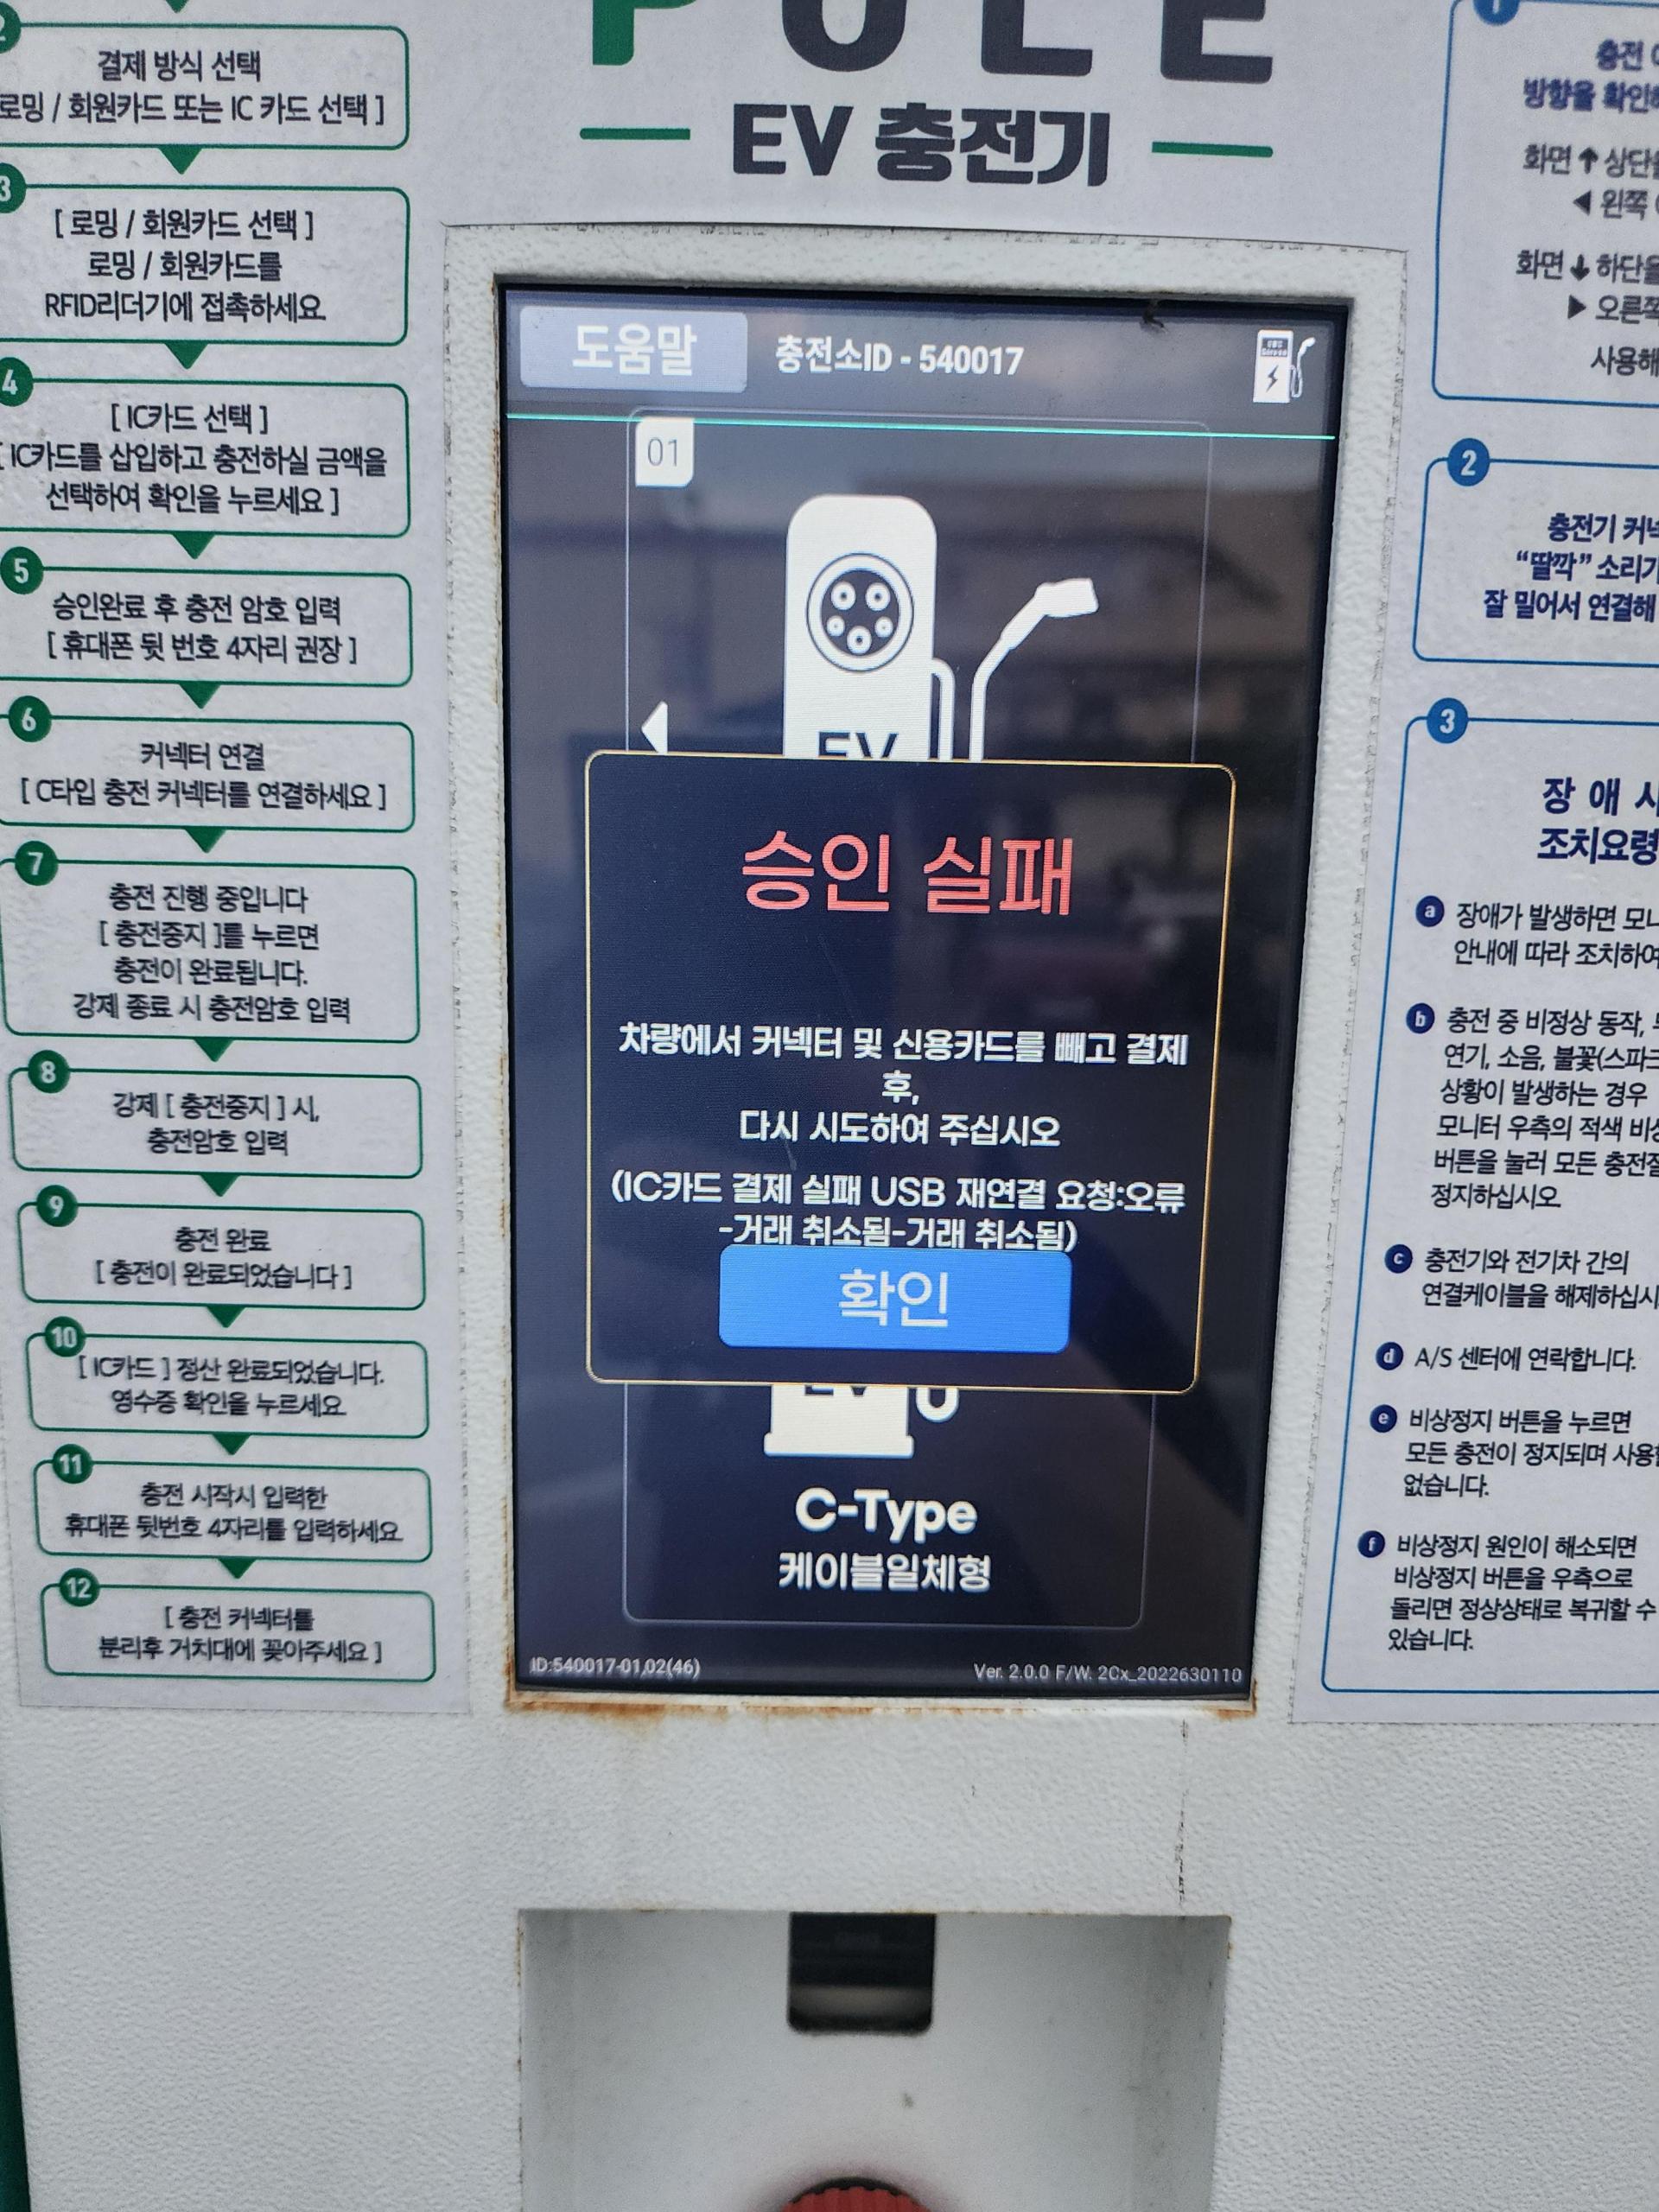 POLE
EV 충전기
2
결제 방식 선택
로밍 / 회원카드 또는 IC 카드 선택 ]
3
[ 로밍 / 회원카드 선택 ]
로밍 / 회원카드를
RFID리더기에 접촉하세요
4
[ IC카드 선택 ]
[ IC카드를 삽입하고 충전하실 금액을
선택하여 확인을 누르세요 ]
5
승인완료 후 충전 암호 입력
[ 휴대폰 뒷 번호 4자리 권장 ]
6
커넥터 연결
[ C타입 충전 커넥터를 연결하세요 ]
7
충전 진행 중입니다
[ 충전중지 ]를 누르면
충전이 완료됩니다.
강제 종료 시 충전암호 입력
8
강제 [ 충전중지 ] 시,
충전암호 입력
9
충전 완료
[ 충전이 완료되었습니다 ]
10
[ IC카드 ] 정산 완료되었습니다.
영수증 확인을 누르세요
11
충전 시작시 입력한
휴대폰 뒷번호 4자리를 입력하세요
12
[ 충전 커넥터를
분리후 거치대에 꽂아주세요 ]
도움말
충전소ID - 540017
01
EV
승인 실패
차량에서 커넥터 및 신용카드를 빼고 결제
후,
다시 시도하여 주십시오
(IC카드 결제 실패 USB 재연결 요청:오류
-거래 취소됨-거래 취소됨)
확인
EV
C-Type
케이블일체형
ID:540017-01,02(46)
Ver. 2.0.0 F/W. 2Cx_2022630110
1
충전
방향을
화면 ↑ 상단을
◀ 왼쪽
화면 ↓ 하단을
▶ 오른쪽
사용해
2
충전기
“딸깍” 소리가
잘 밀어서 연결해
3
장 애
조치요령
a 장애가 발생하면
안내에 따라 조치하여
b 충전 중 비정상 동작,
연기, 소음, 불꽃(스파크
상황이 발생하는 경우
모니터 우측의 적색
버튼을 눌러 모든
정지하십시오
c 충전기와 전기차 간의
연결케이블을 해제하십시
d A/S 센터에 연락합니다.
e 비상정지 버튼을 누르면
모든 충전이 정지되며
없습니다.
f 비상정지 원인이 해소되면
비상정지 버튼을 우측으로
돌리면 정상상태로 복귀할 수
있습니다.